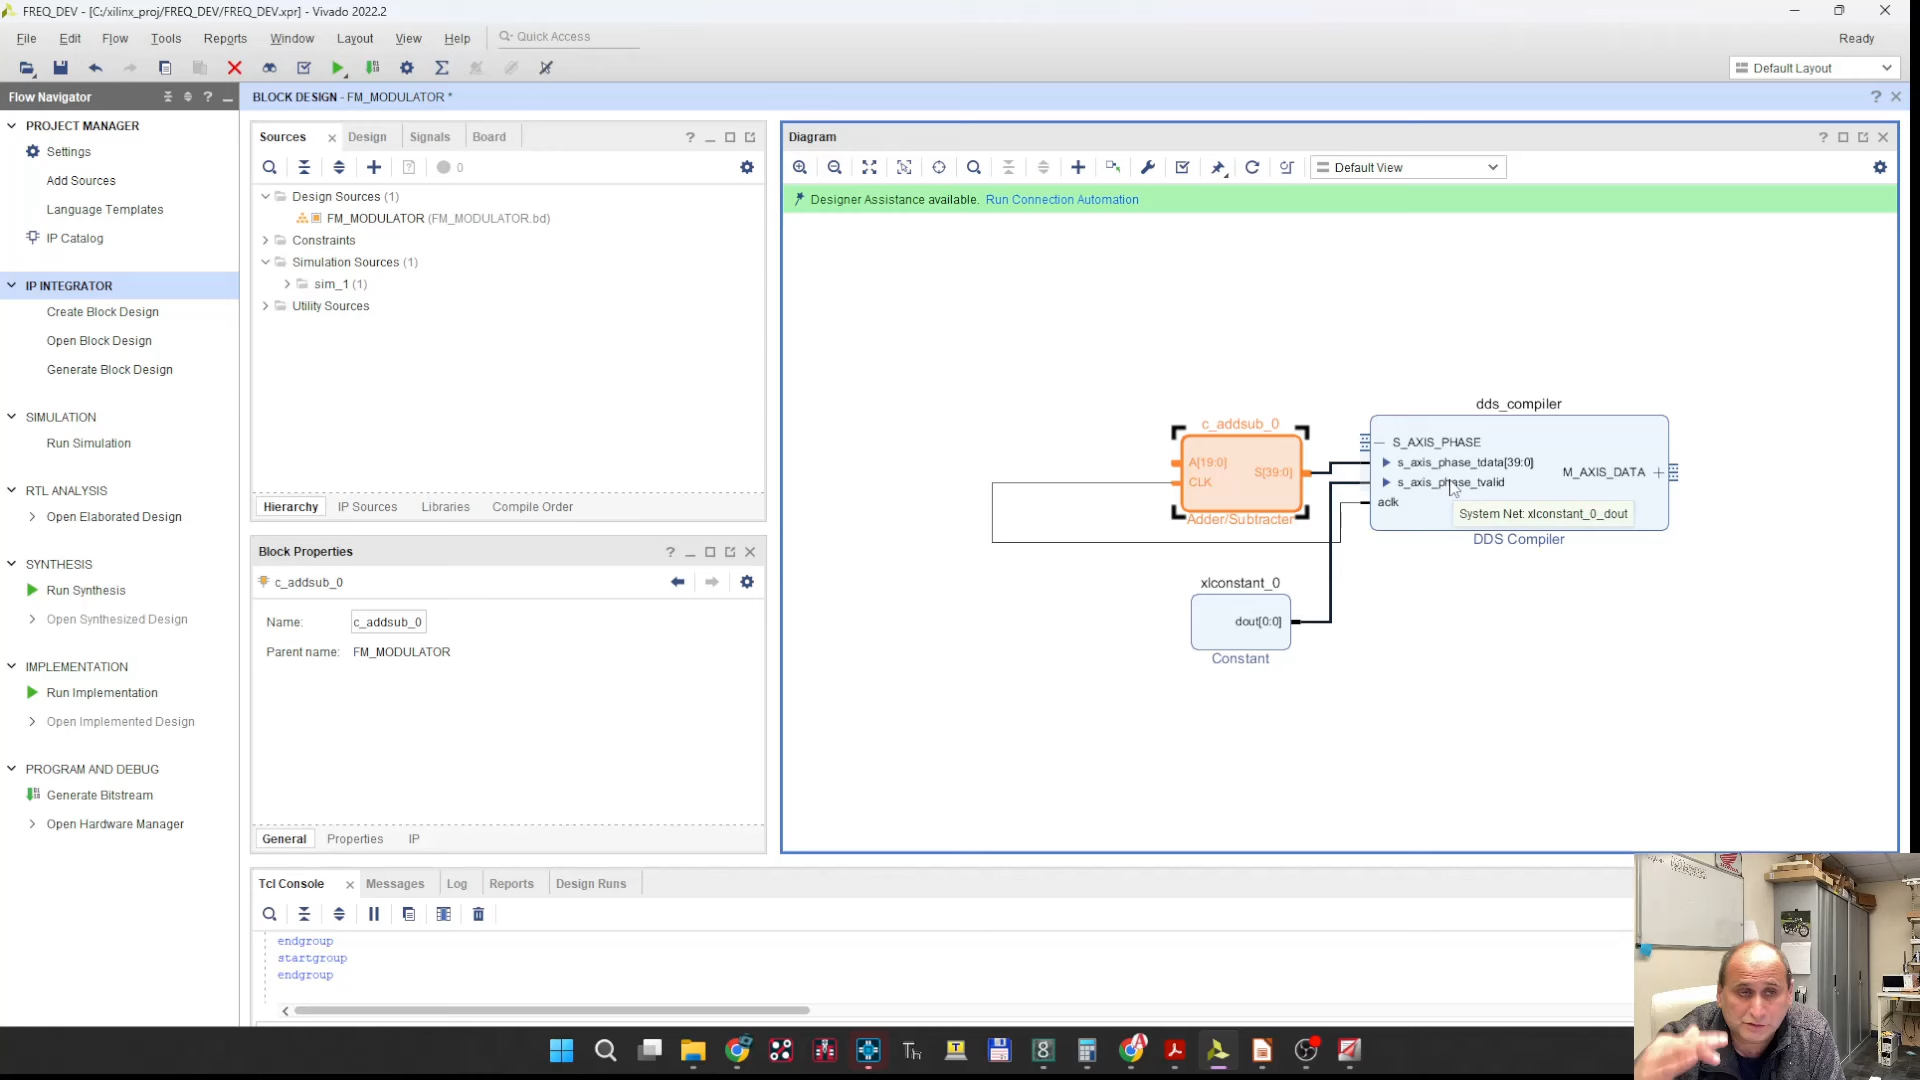 FREQ_DEV - [C:/xilinx_proj/FREQ_DEV/FREQ_DEV.xpr] - Vivado 2022.2
File Edit Flow Tools Reports Window Layout View Help Quick Access
Ready
Default Layout
Flow Navigator
PROJECT MANAGER
Settings
Add Sources
Language Templates
IP Catalog
IP INTEGRATOR
Create Block Design
Open Block Design
Generate Block Design
SIMULATION
Run Simulation
RTL ANALYSIS
Open Elaborated Design
SYNTHESIS
Run Synthesis
Open Synthesized Design
IMPLEMENTATION
Run Implementation
Open Implemented Design
PROGRAM AND DEBUG
Generate Bitstream
Open Hardware Manager
BLOCK DESIGN - FM_MODULATOR *
Sources Design Signals Board
0
Design Sources (1)
FM_MODULATOR (FM_MODULATOR.bd)
Constraints
Simulation Sources (1)
sim_1 (1)
Utility Sources
Hierarchy IP Sources Libraries Compile Order
Block Properties
c_addsub_0
Name: c_addsub_0
Parent name: FM_MODULATOR
General Properties IP
Diagram
Default View
Designer Assistance available. Run Connection Automation
c_addsub_0
A[19:0]
CLK
S[39:0]
Adder/Subtracter
dds_compiler
S_AXIS_PHASE
s_axis_phase_tdata[39:0]
s_axis_phase_tvalid
aclk
M_AXIS_DATA
System Net: xlconstant_0_dout
DDS Compiler
xlconstant_0
dout[0:0]
Constant
Tcl Console Messages Log Reports Design Runs
endgroup
startgroup
endgroup